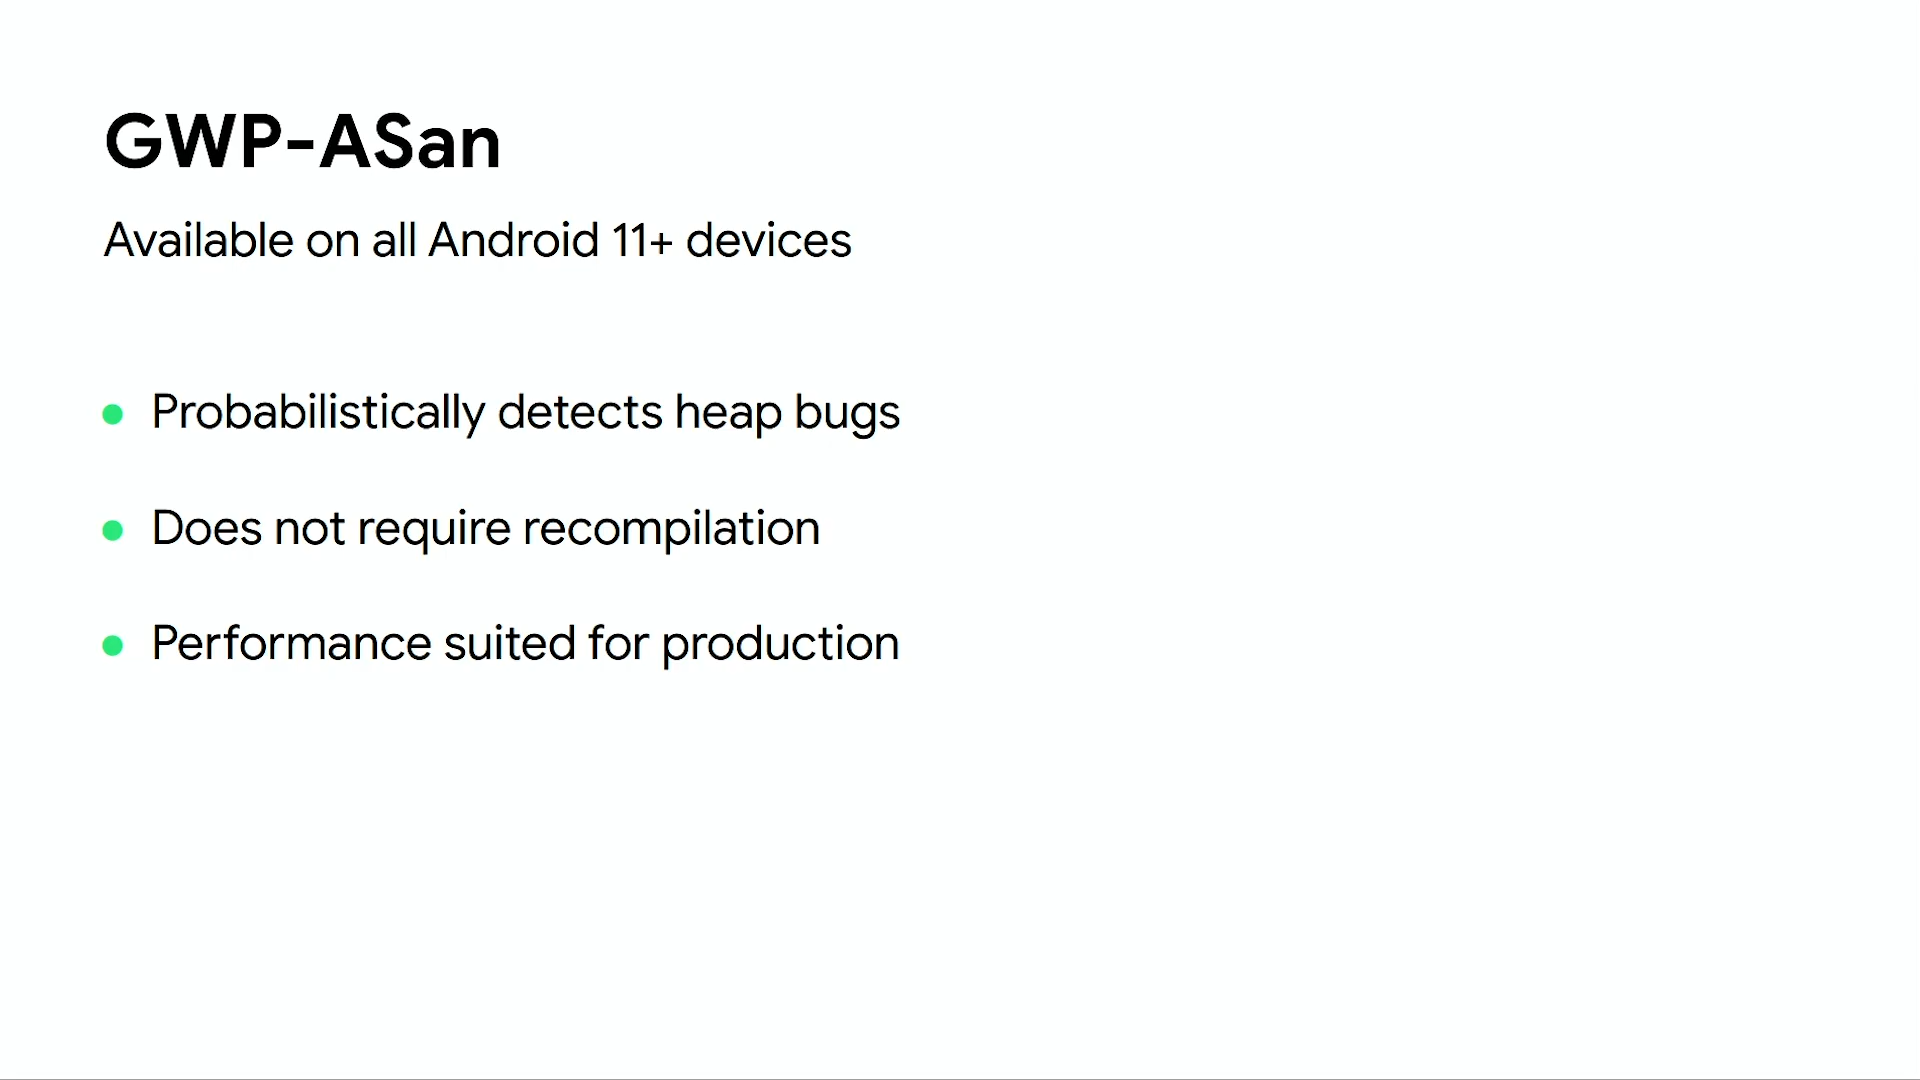 GWP-ASan
Available on all Android 11+ devices
Probabilistically detects heap bugs
Does not require recompilation
Performance suited for production